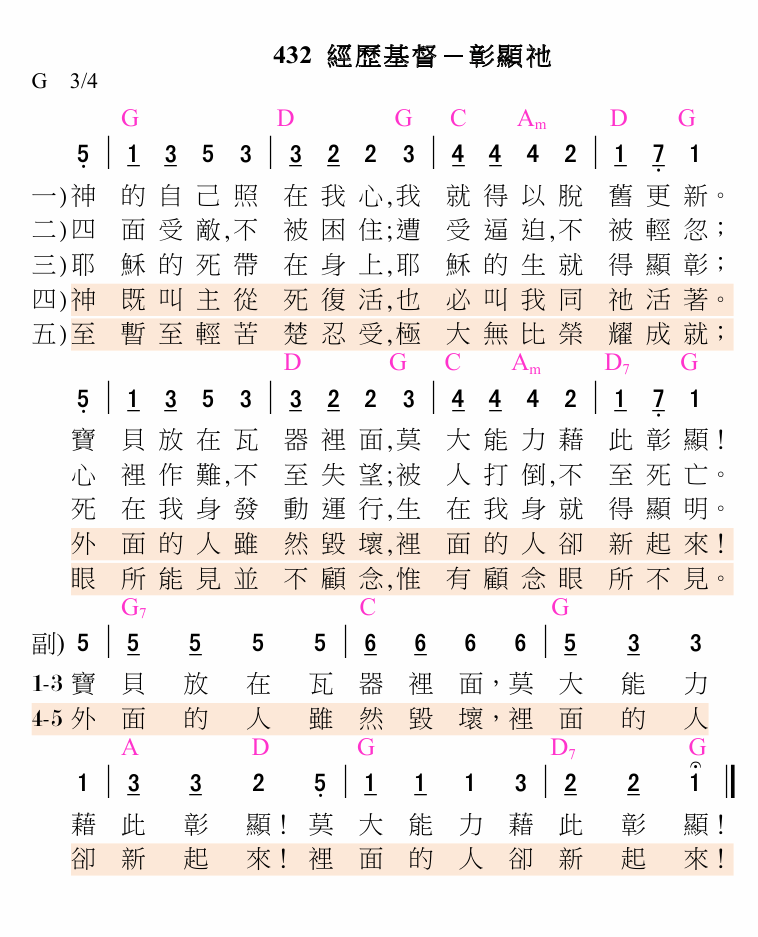 432 經歷基督－彰顯祂
G 3/4
G D G C Am D G
5 | 1 3 5 3 | 3 2 2 3 | 4 4 4 2 | 1 7 1
一)神的自己照在我心,我就得以脫舊更新。
二)四面受敵,不被困住;遭受逼迫,不被輕忽；
三)耶穌的死帶在身上,耶穌的生就得顯彰；
四)神既叫主從死復活,也必叫我同祂活著。
五)至暫至輕苦楚忍受,極大無比榮耀成就；
D G C Am D7 G
5 | 1 3 5 3 | 3 2 2 3 | 4 4 4 2 | 1 7 1
寶貝放在瓦器裡面,莫大能力藉此彰顯！
心裡作難,不至失望;被人打倒,不至死亡。
死在我身發動運行,生在我身就得顯明。
外面的人雖然毀壞,裡面的人卻新起來！
眼所能見並不顧念,惟有顧念眼所不見。
G7 C G
副) 5 | 5 5 5 5 | 6 6 6 6 | 5 3 3
1-3 寶貝放在瓦器裡面，莫大能力
4-5 外面的人雖然毀壞，裡面的人
A D G D7 G
1 | 3 3 2 5 | 1 1 1 3 | 2 2 1
藉此彰顯！莫大能力藉此彰顯！
卻新起來！裡面的人卻新起來！